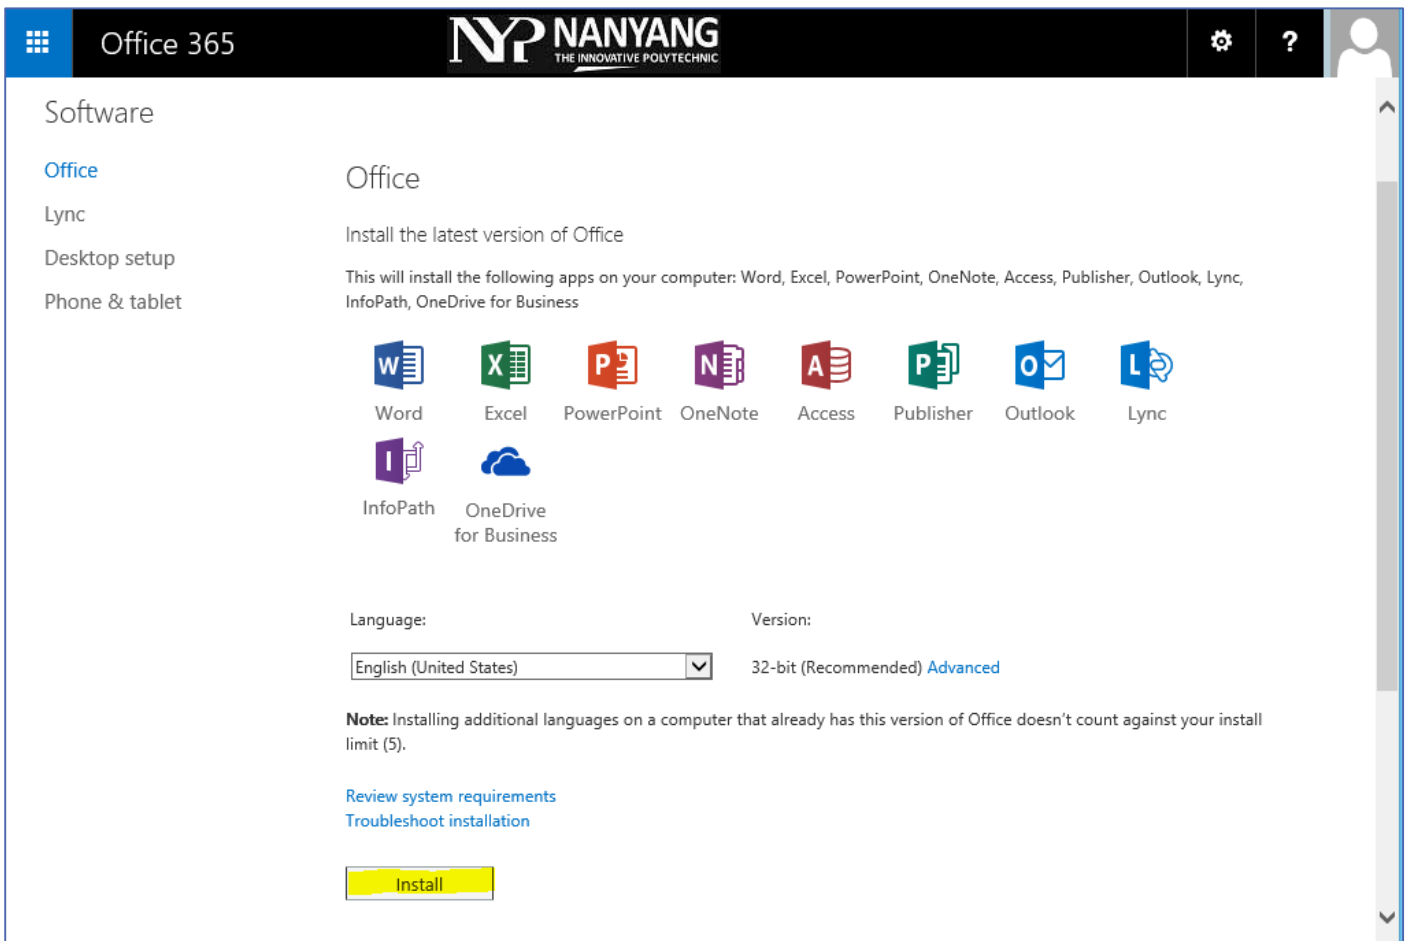 Office 365
NYP NANYANG
THE INNOVATIVE POLYTECHNIC
?
Software
Office
Lync
Desktop setup
Phone & tablet
Office
Install the latest version of Office
This will install the following apps on your computer: Word, Excel, PowerPoint, OneNote, Access, Publisher, Outlook, Lync,
InfoPath, OneDrive for Business
W X P N A P O L
Word Excel PowerPoint OneNote Access Publisher Outlook Lync
I
InfoPath OneDrive
for Business
Language: Version:
English (United States) 32-bit (Recommended) Advanced
Note: Installing additional languages on a computer that already has this version of Office doesn't count against your install
limit (5).
Review system requirements
Troubleshoot installation
Install